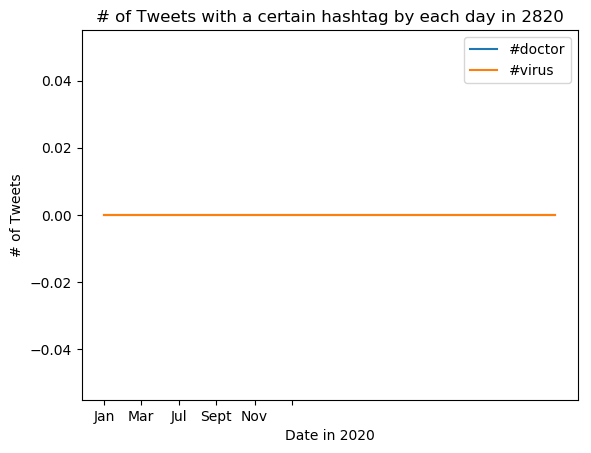 # of Tweets with a certain hashtag by each day in 2820
#doctor
#virus
# of Tweets
0.04
0.02
0.00
−0.02
−0.04
Jan Mar Jul Sept Nov
Date in 2020